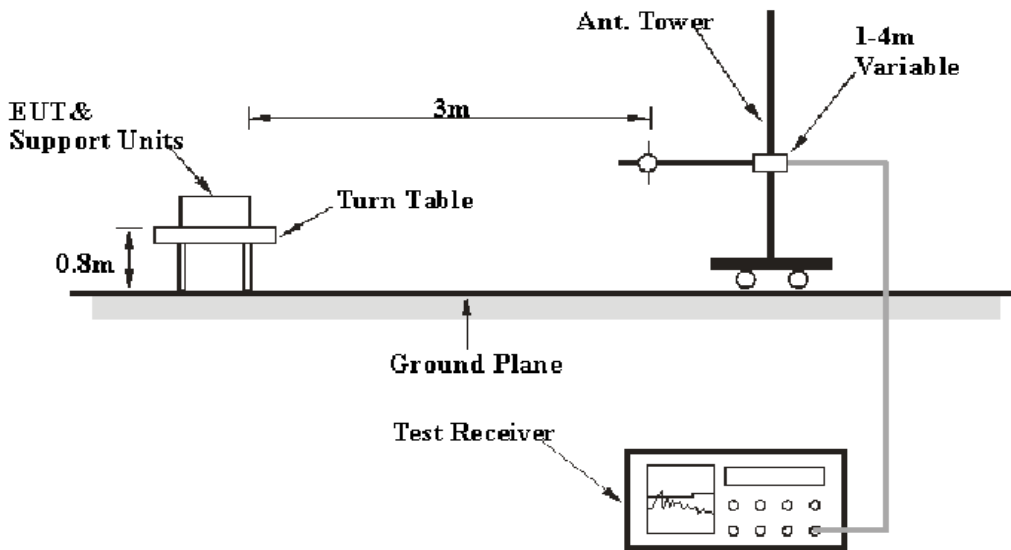 Ant. Tower
1-4m
Variable
3m
EUT&
Support Units
Turn Table
0.8m
Ground Plane
Test Receiver